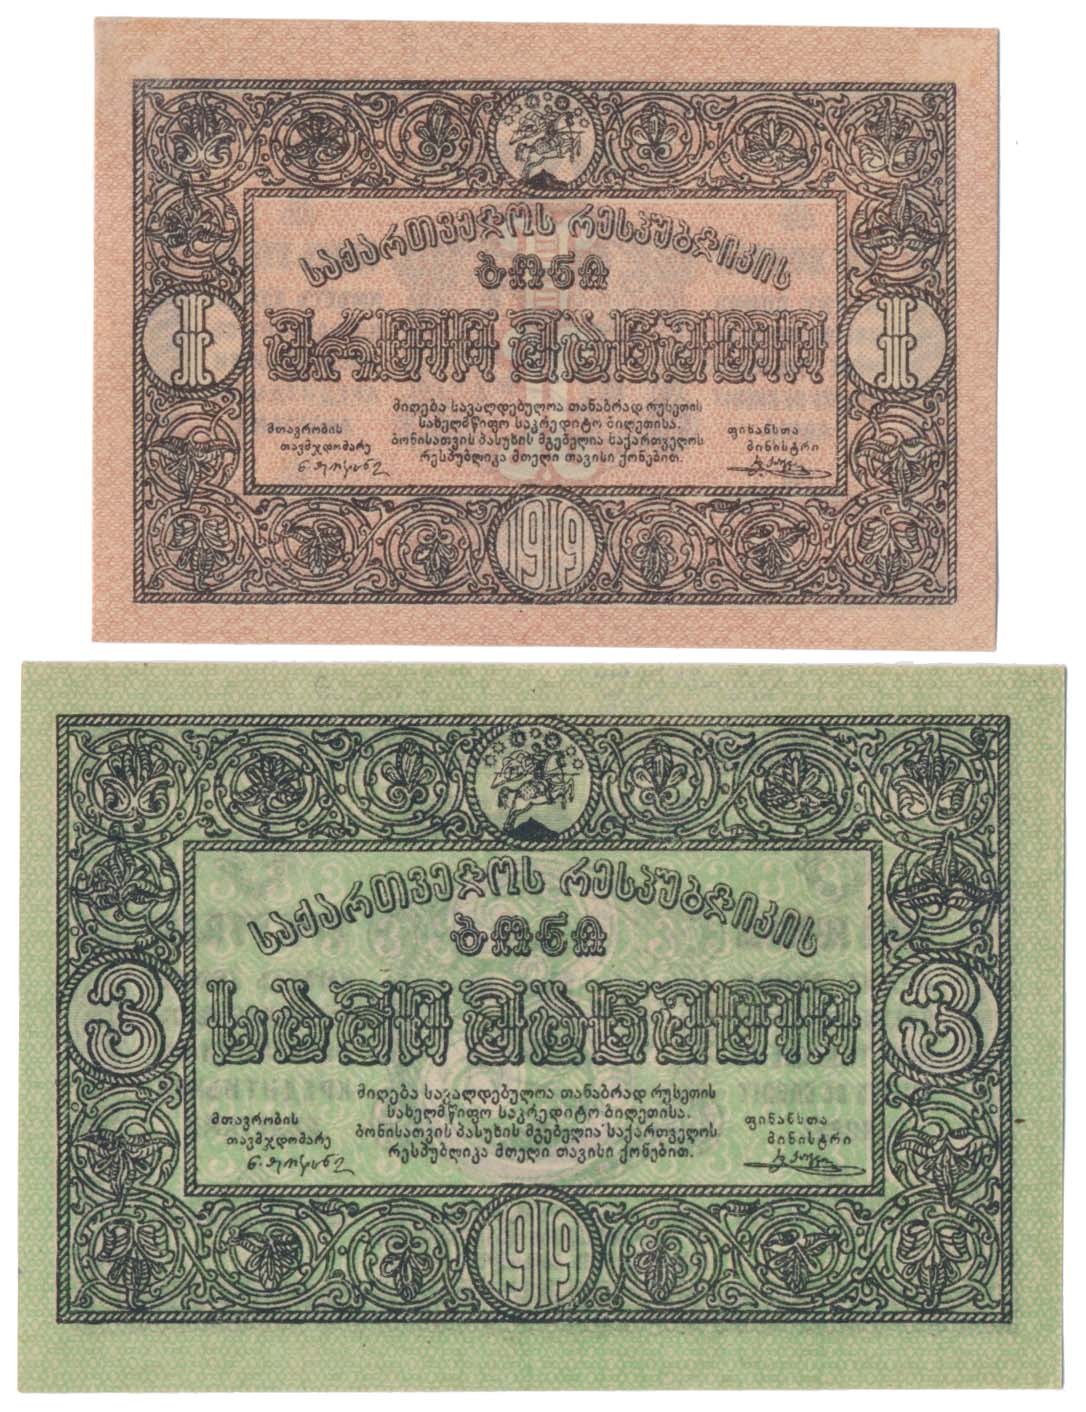 საქართველოს რესპუბლიკის
ბონი
I
ერთი მანეთი
I
მიღება სავალდებულოა თანაბრად რუსეთის
სახელმწიფო საკრედიტო ბილეთისა.
ბონისათვის პასუხის მგებელია საქართველოს
რესპუბლიკა მთელი თავისი ქონებით.
მთავრობის
თავმჯდომარე
ფინანსთა
მინისტრი
1919
საქართველოს რესპუბლიკის
ბონი
3
სამი მანეთი
3
მიღება სავალდებულოა თანაბრად რუსეთის
სახელმწიფო საკრედიტო ბილეთისა.
ბონისათვის პასუხის მგებელია საქართველოს
რესპუბლიკა მთელი თავისი ქონებით.
მთავრობის
თავმჯდომარე
ფინანსთა
მინისტრი
1919